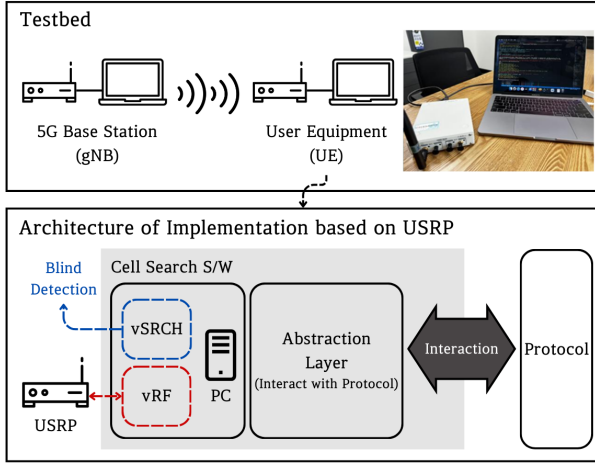 Testbed
5G Base Station
(gNB)
User Equipment
(UE)
Architecture of Implementation based on USRP
Blind
Detection
Cell Search S/W
vSRCH
vRF
PC
USRP
Abstraction
Layer
(Interact with Protocol)
Interaction
Protocol